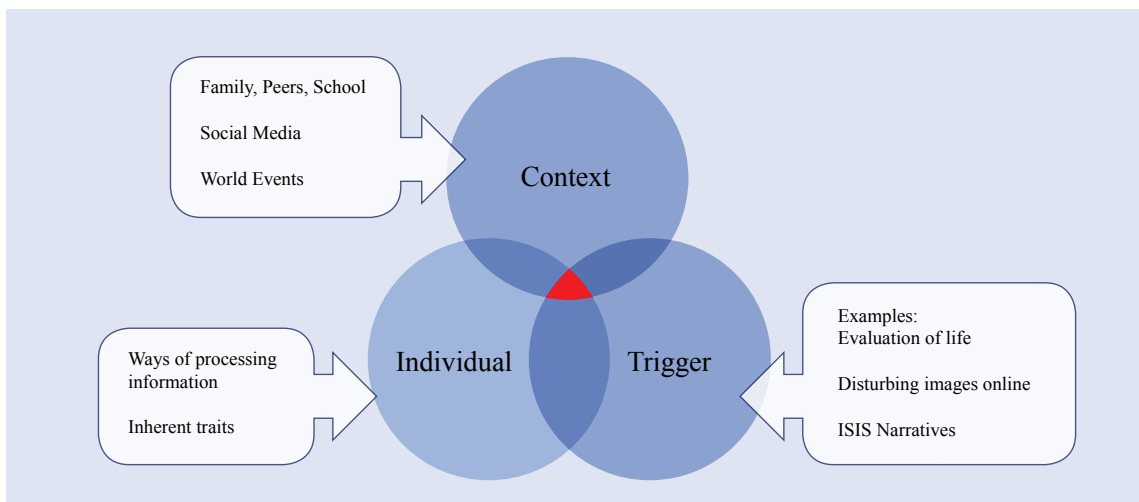 Family, Peers, School
Social Media
World Events
Context
Ways of processing
information
Inherent traits
Individual
Trigger
Examples:
Evaluation of life
Disturbing images online
ISIS Narratives